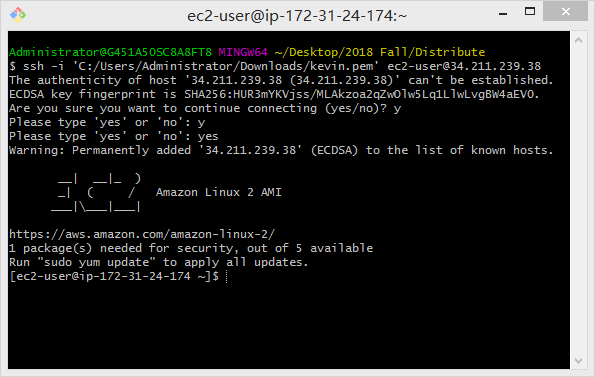 ec2-user@ip-172-31-24-174:~
Administrator@G451A5OSC8A8FT8 MINGW64 ~/Desktop/2018 Fall/Distribute
$ ssh -i 'C:/Users/Administrator/Downloads/kevin.pem' ec2-user@34.211.239.38
The authenticity of host '34.211.239.38 (34.211.239.38)' can't be established.
ECDSA key fingerprint is SHA256:HUR3mYKVjss/MLAkzoa2qZwOlw5Lq1LlwLvgBW4aEVO.
Are you sure you want to continue connecting (yes/no)? y
Please type 'yes' or 'no': y
Please type 'yes' or 'no': yes
Warning: Permanently added '34.211.239.38' (ECDSA) to the list of known hosts.
       __|  __|_  )
       _|  (     /   Amazon Linux 2 AMI
      ___|\___|___|
https://aws.amazon.com/amazon-linux-2/
1 package(s) needed for security, out of 5 available
Run "sudo yum update" to apply all updates.
[ec2-user@ip-172-31-24-174 ~]$